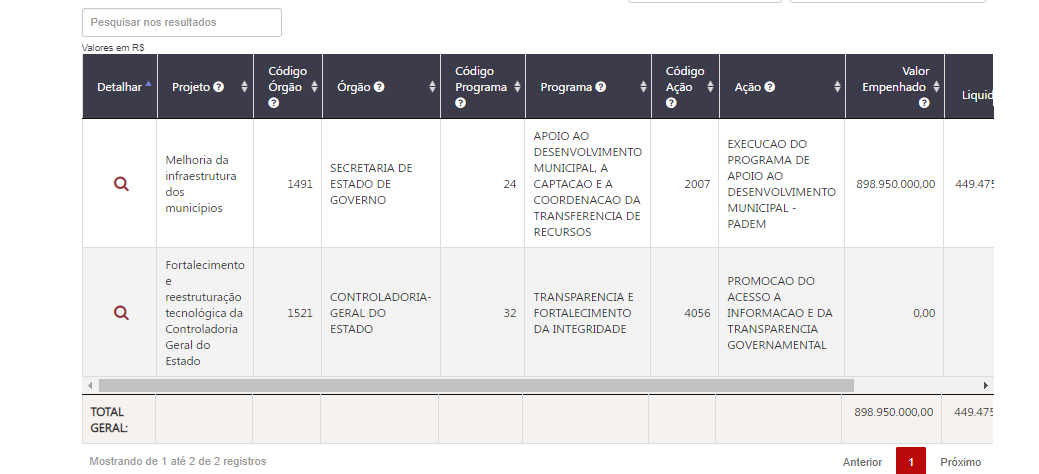 Pesquisar nos resultados
Valores em R$
Detalhar
Projeto
Código
Órgão
Órgão
Código
Programa
Programa
Código
Ação
Ação
Valor
Empenhado
Liquid
Melhoria da
infraestrutura
dos
municípios
1491
SECRETARIA DE
ESTADO DE
GOVERNO
24
APOIO AO
DESENVOLVIMENTO
MUNICIPAL, A
CAPTACAO E A
COORDENACAO DA
TRANSFERENCIA DE
RECURSOS
2007
EXECUCAO DO
PROGRAMA DE
APOIO AO
DESENVOLVIMENTO
MUNICIPAL -
PADEM
898.950.000,00
449.475
Fortalecimento
e
reestruturação
tecnológica da
Controladoria
Geral do
Estado
1521
CONTROLADORIA-
GERAL DO
ESTADO
32
TRANSPARENCIA E
FORTALECIMENTO
DA INTEGRIDADE
4056
PROMOCAO DO
ACESSO A
INFORMACAO E DA
TRANSPARENCIA
GOVERNAMENTAL
0,00
TOTAL
GERAL:
898.950.000,00
449.475
Mostrando de 1 até 2 de 2 registros
Anterior
1
Próximo